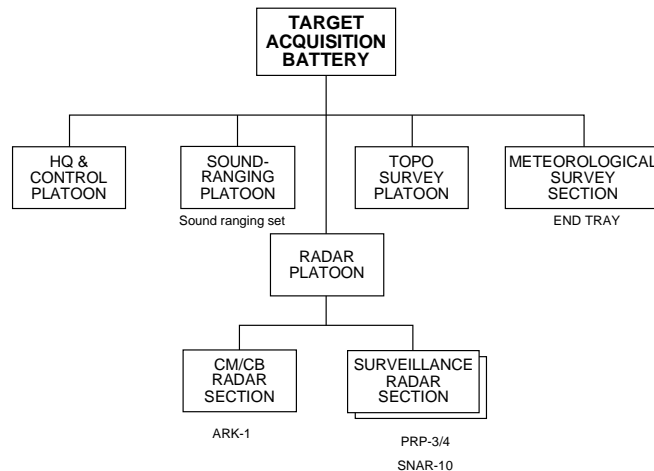 TARGET
ACQUISITION
BATTERY
HQ &
CONTROL
PLATOON
SOUND-
RANGING
PLATOON
Sound ranging set
TOPO
SURVEY
PLATOON
METEOROLOGICAL
SURVEY
SECTION
END TRAY
RADAR
PLATOON
CM/CB
RADAR
SECTION
ARK-1
SURVEILLANCE
RADAR
SECTION
PRP-3/4
SNAR-10